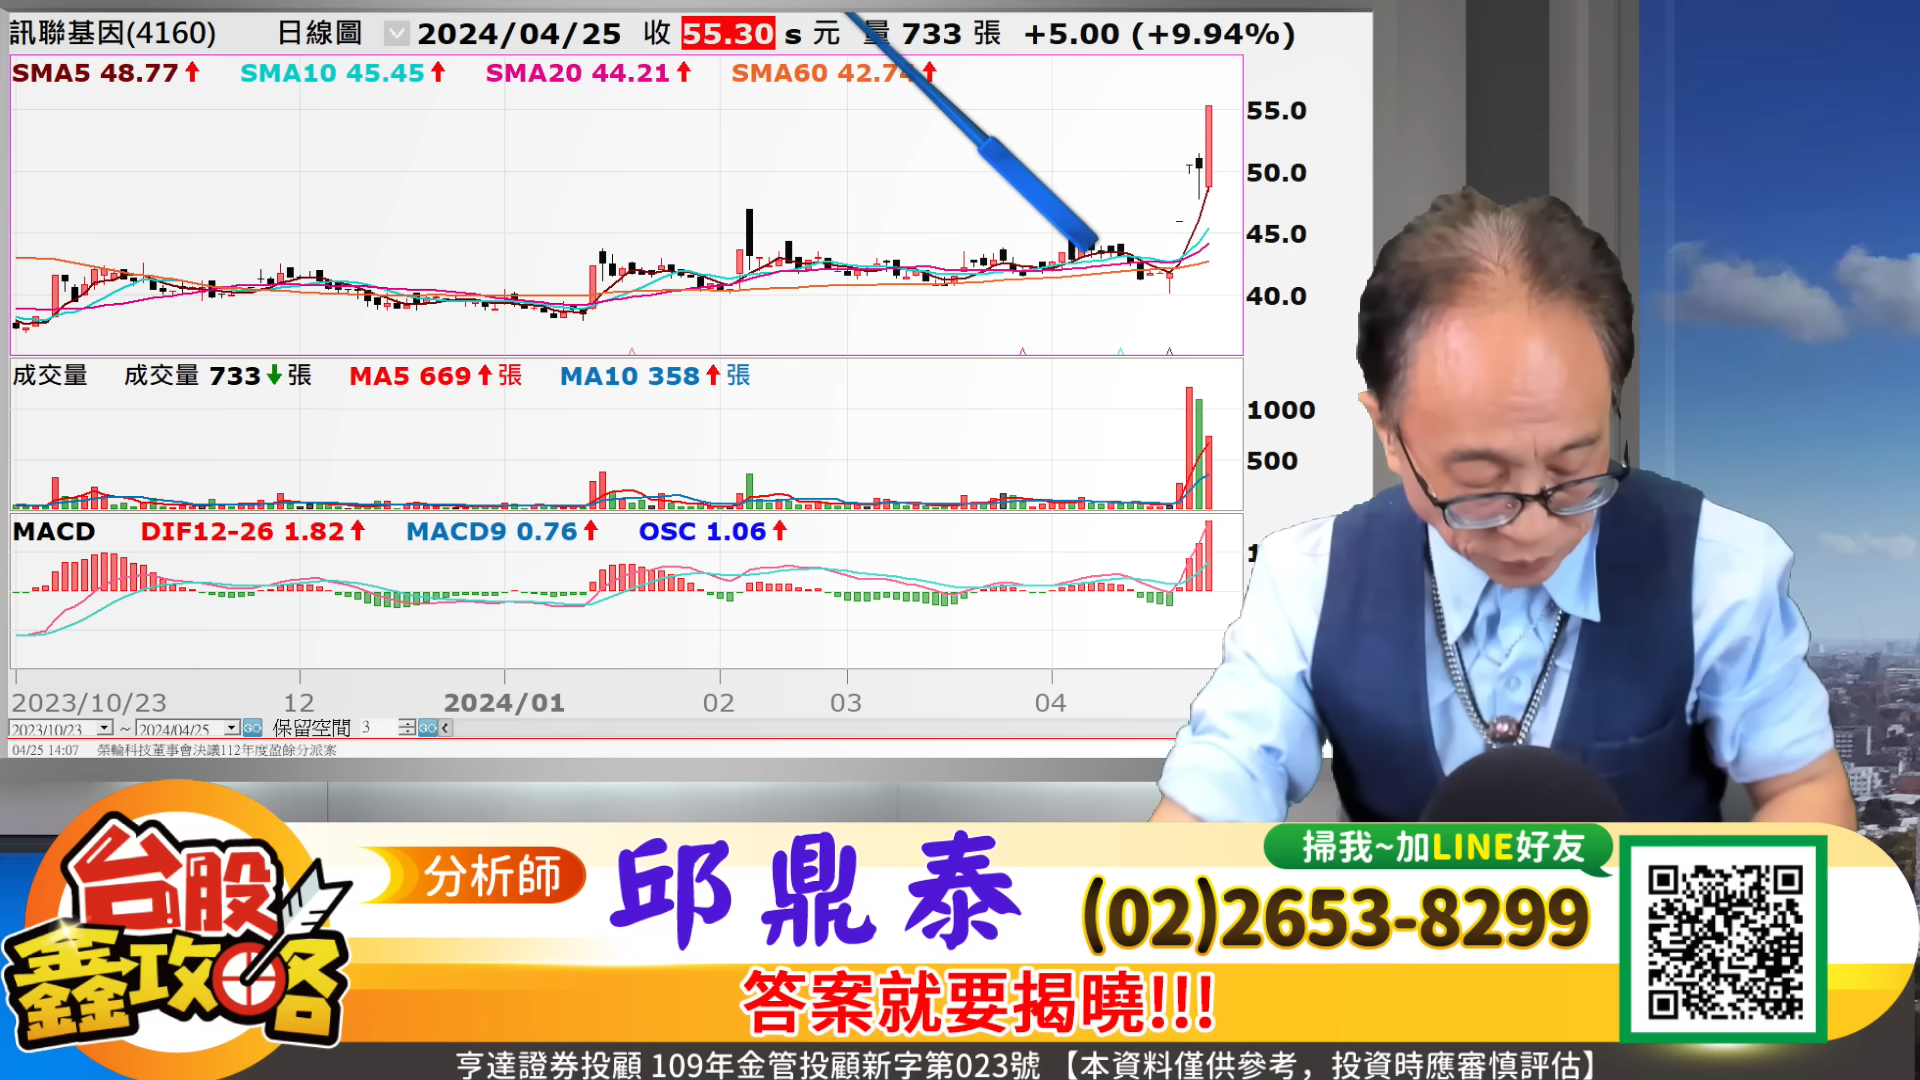 訊聯基因(4160) 日線圖 2024/04/25 收 55.30 s 元 量 733 張 +5.00 (+9.94%)
SMA5 48.77 SMA10 45.45 SMA20 44.21 SMA60 42.74
55.0
50.0
45.0
40.0
成交量 成交量 733 張 MA5 669 張 MA10 358 張
1000
500
MACD DIF12-26 1.82 MACD9 0.76 OSC 1.06
1
2023/10/23 12 2024/01 02 03 04
2023/10/23 ~ 2024/04/25 GO 保留空間 3 GO
04/25 14:07 榮輪科技董事會決議112年度盈餘分派案
台股
鑫攻略
分析師
邱鼎泰
掃我~加LINE好友
(02)2653-8299
答案就要揭曉!!!
亨達證券投顧 109年金管投顧新字第023號 【本資料僅供參考，投資時應審慎評估】